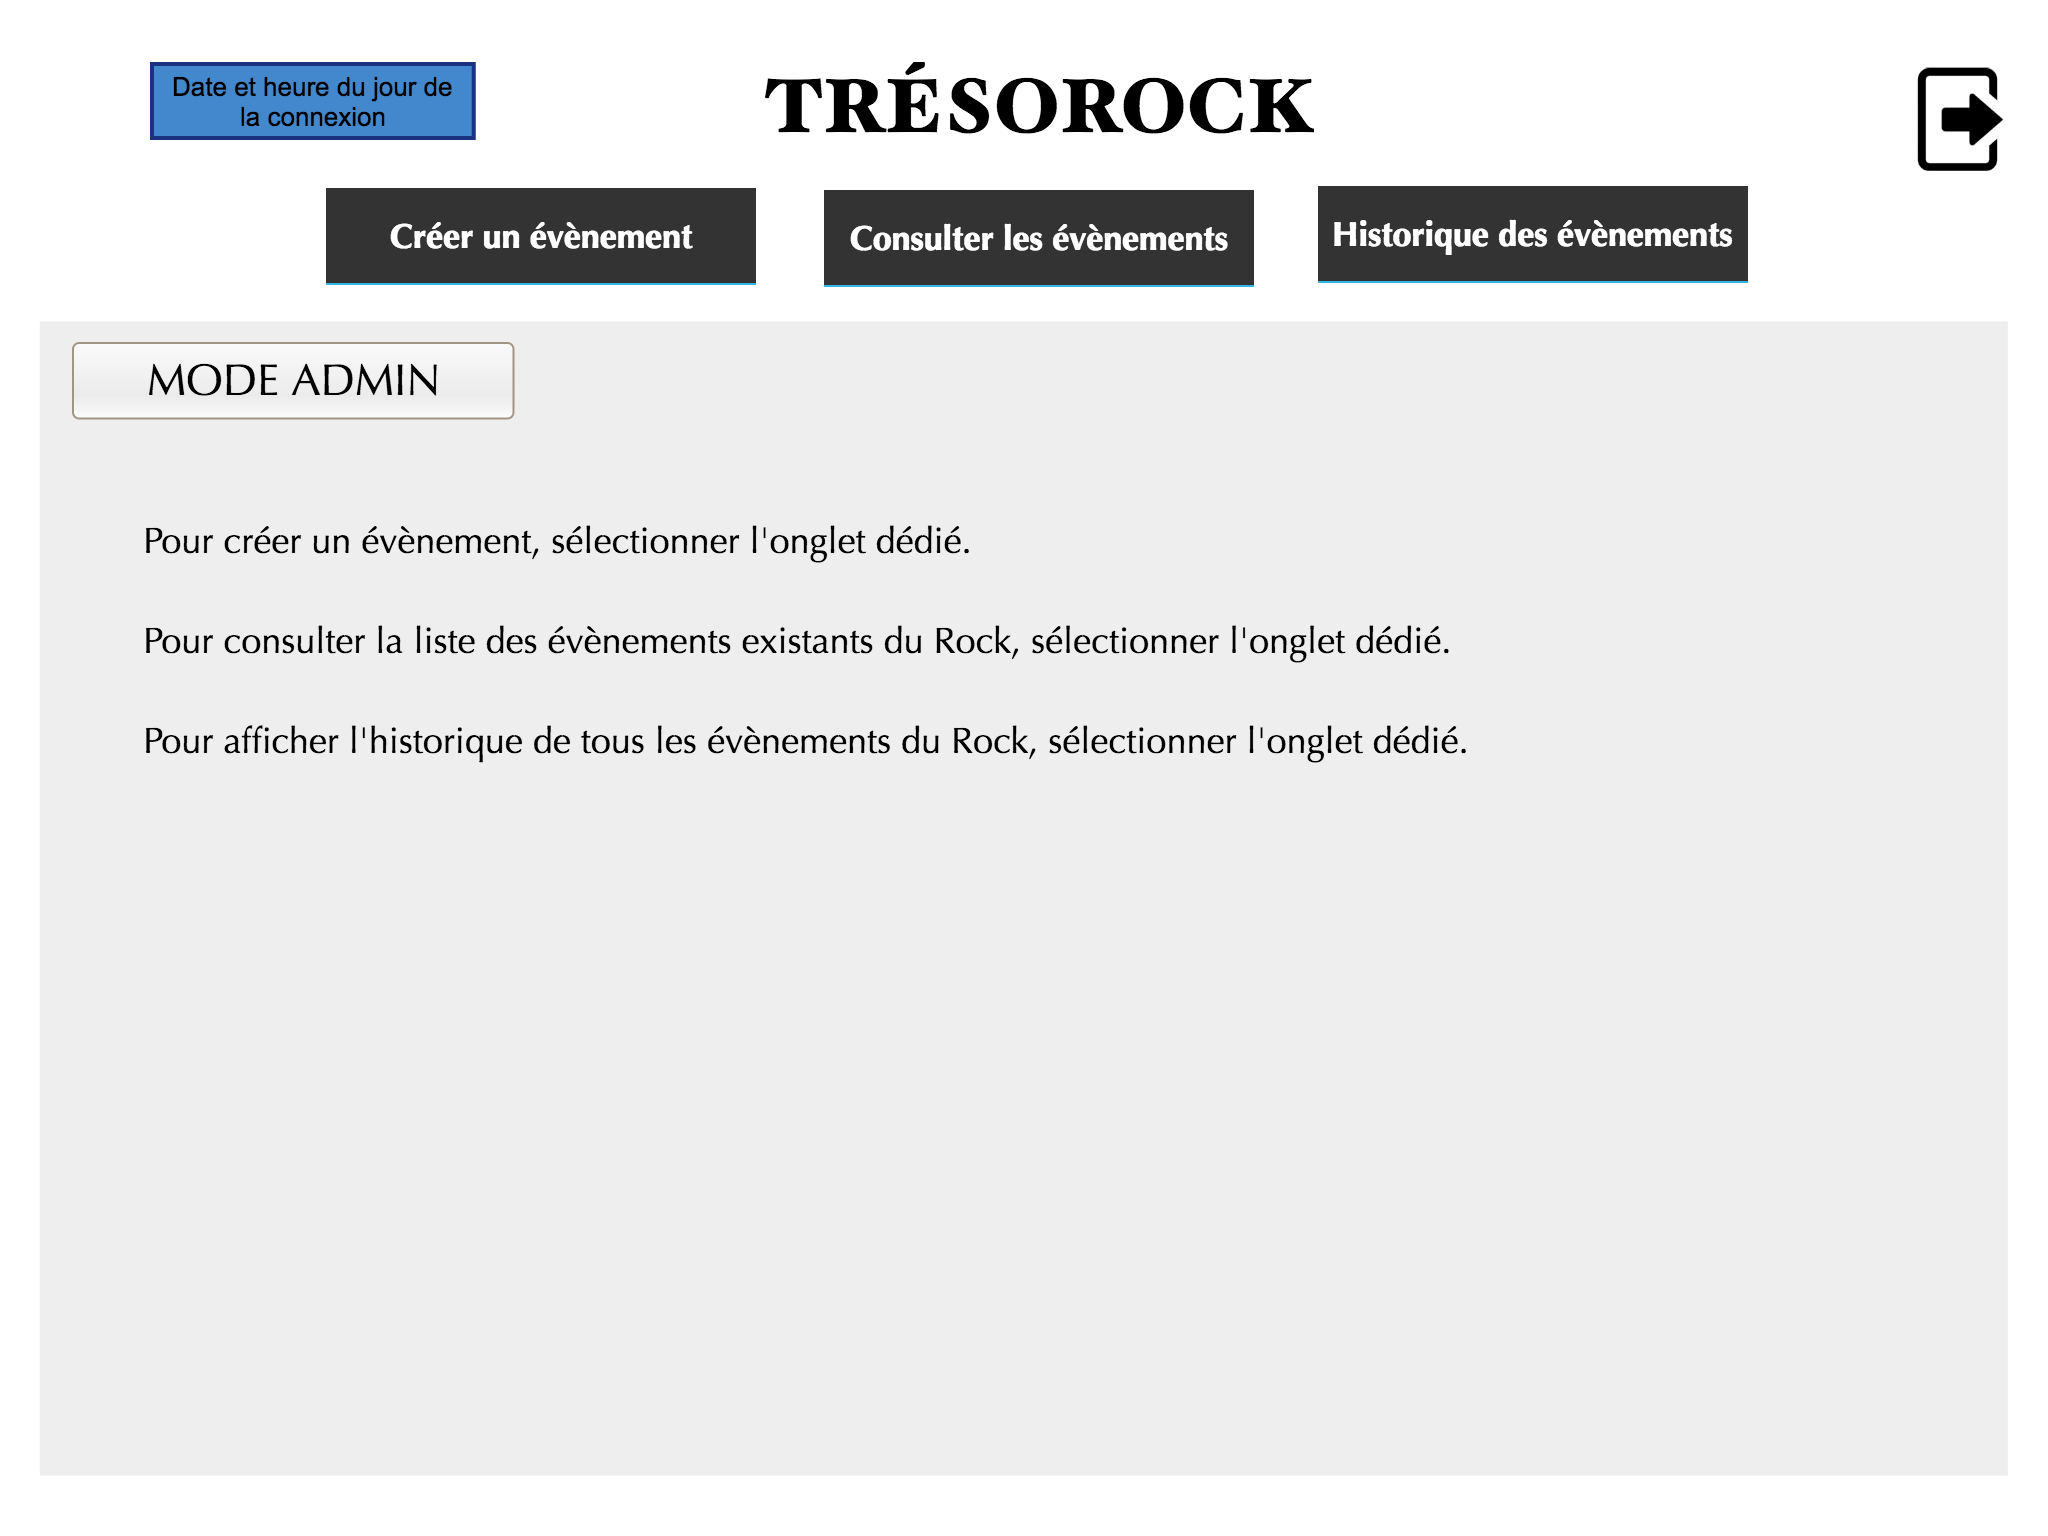 Date et heure du jour de
la connexion
TRÉSOROCK
Créer un évènement
Consulter les évènements
Historique des évènements
MODE ADMIN
Pour créer un évènement, sélectionner l'onglet dédié.
Pour consulter la liste des évènements existants du Rock, sélectionner l'onglet dédié.
Pour afficher l'historique de tous les évènements du Rock, sélectionner l'onglet dédié.